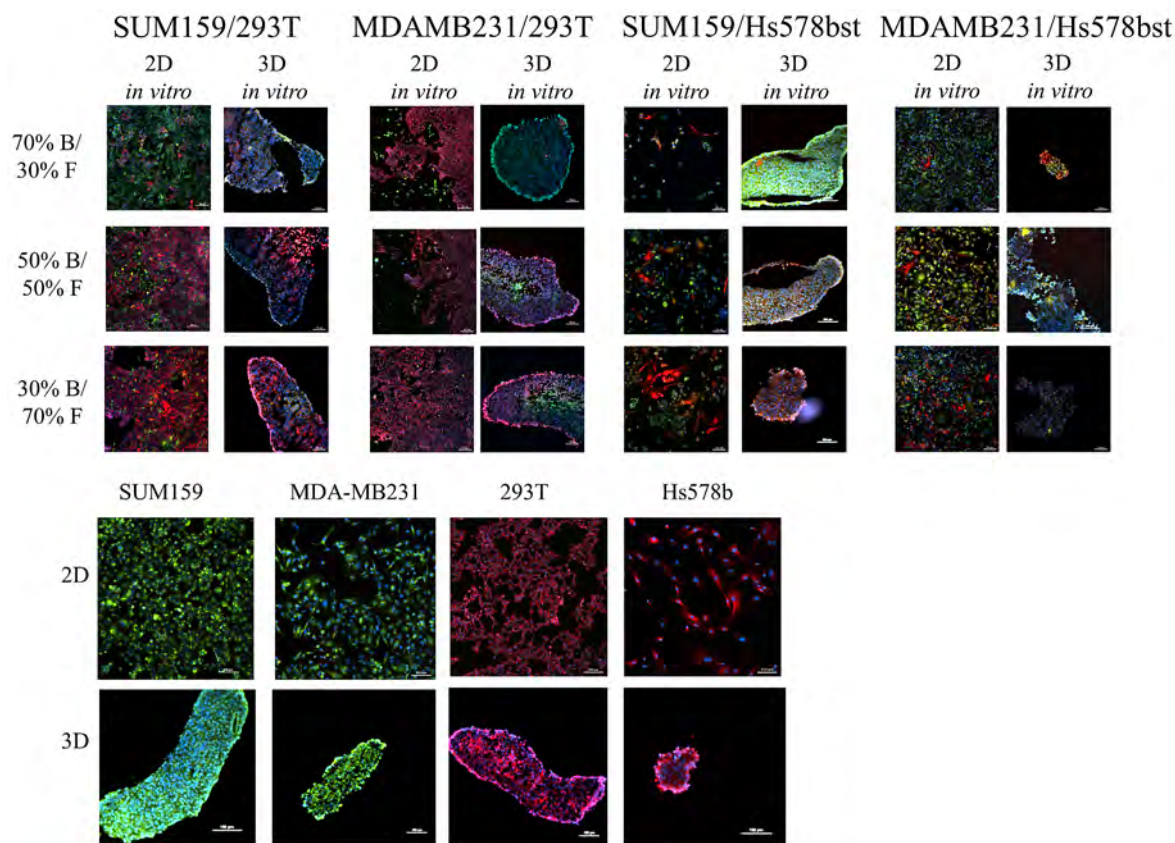 SUM159/293T MDAMB231/293T SUM159/Hs578bst MDAMB231/Hs578bst
2D 3D 2D 3D 2D 3D 2D 3D
in vitro in vitro in vitro in vitro in vitro in vitro in vitro in vitro
70% B/
30% F
50% B/
50% F
30% B/
70% F
SUM159 MDA-MB231 293T Hs578b
2D
3D